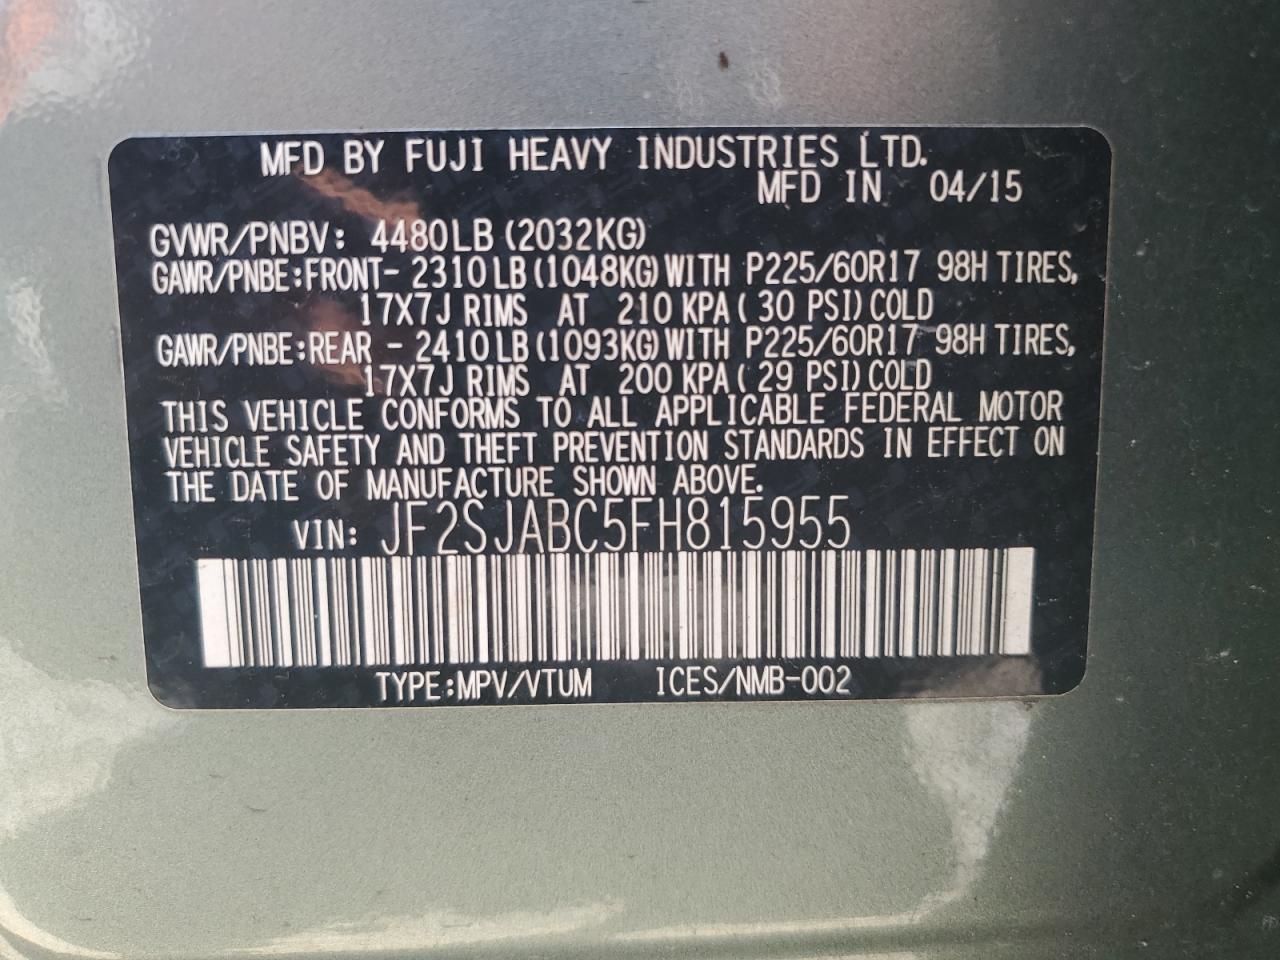 MFD BY FUJI HEAVY INDUSTRIES LTD.
MFD IN 04/15
GVWR/PNBV: 4480LB (2032KG)
GAWR/PNBE:FRONT- 2310LB (1048KG) WITH P225/60R17 98H TIRES,
17X7J RIMS AT 210 KPA( 30 PSI) COLD
GAWR/PNBE:REAR - 2410LB (1093KG) WITH P225/60R17 98H TIRES,
17X7J RIMS AT 200 KPA( 29 PSI) COLD
THIS VEHICLE CONFORMS TO ALL APPLICABLE FEDERAL MOTOR
VEHICLE SAFETY AND THEFT PREVENTION STANDARDS IN EFFECT ON
THE DATE OF MANUFACTURE SHOWN ABOVE.
VIN: JF2SJABC5FH815955
TYPE:MPV/VTUM ICES/NMB-002